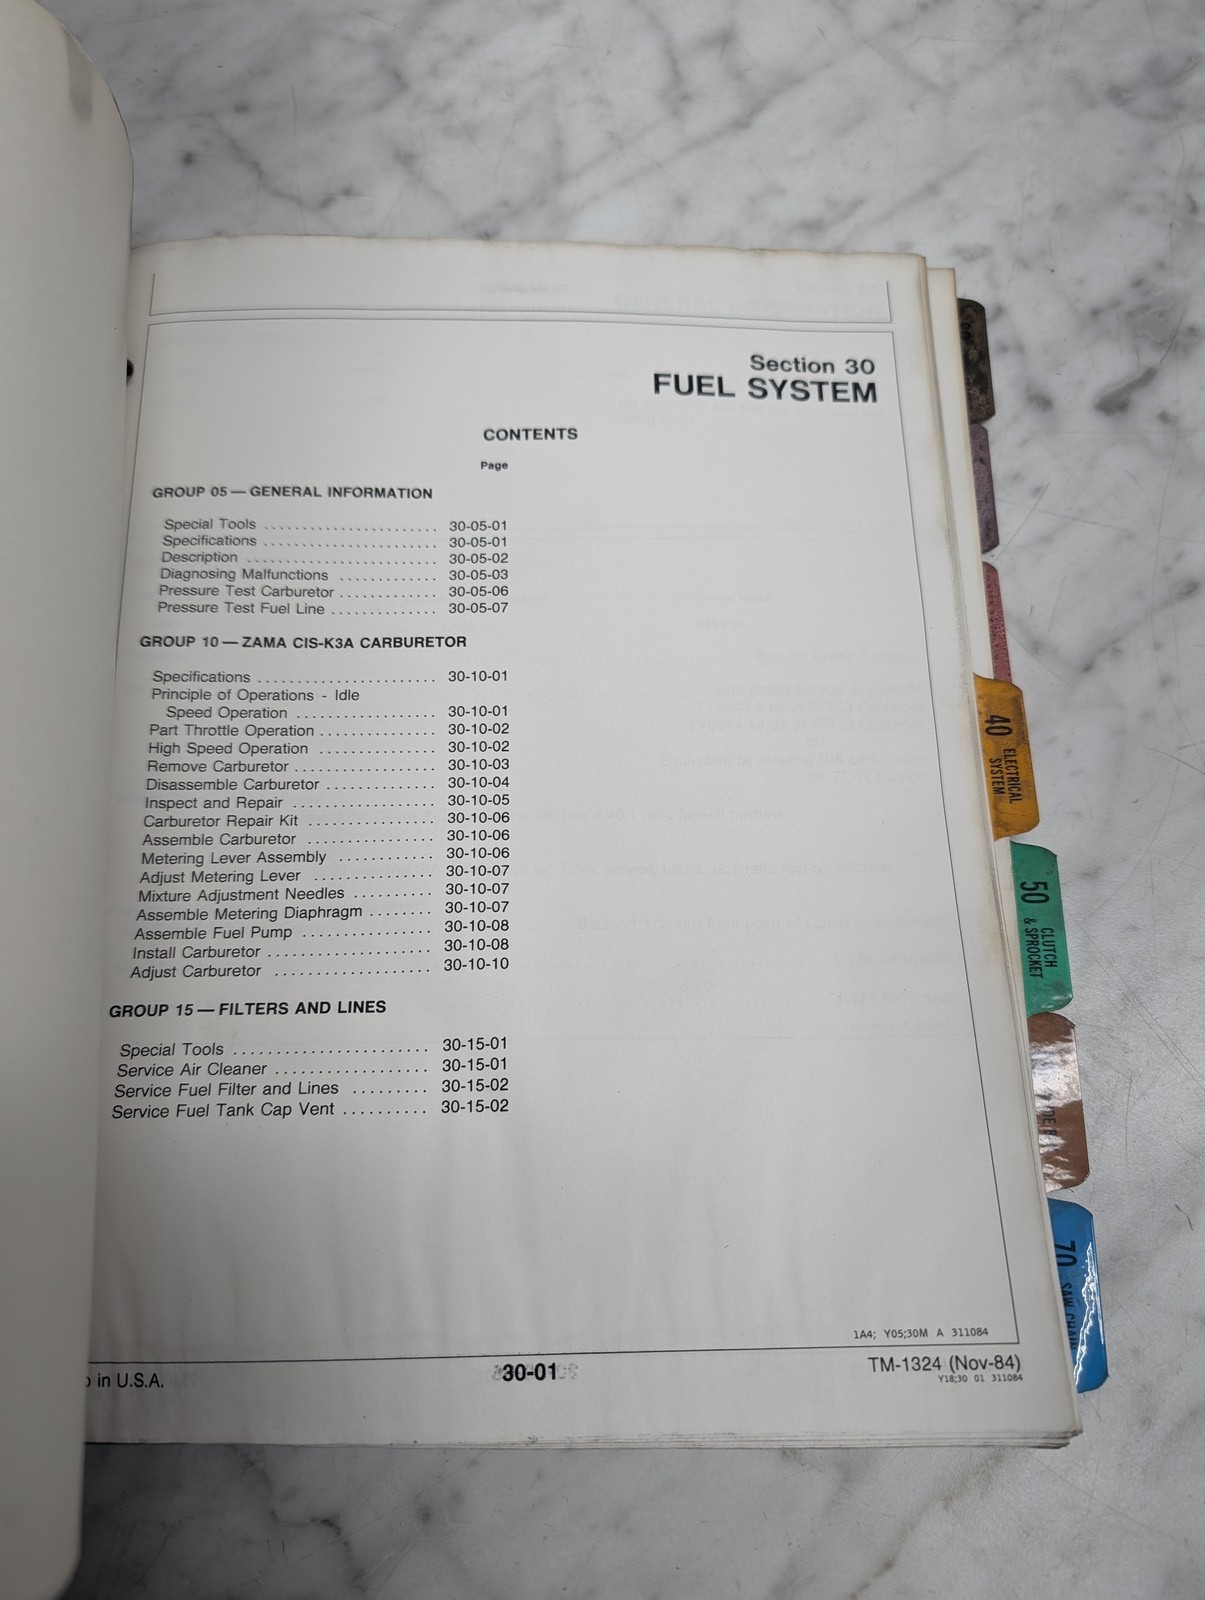 Section 30
FUEL SYSTEM
CONTENTS
Page
GROUP 05 — GENERAL INFORMATION
Special Tools ........................ 30-05-01
Specifications ........................ 30-05-01
Description .......................... 30-05-02
Diagnosing Malfunctions ............. 30-05-03
Pressure Test Carburetor ............. 30-05-06
Pressure Test Fuel Line .............. 30-05-07
GROUP 10 — ZAMA CIS-K3A CARBURETOR
Specifications ........................ 30-10-01
Principle of Operations - Idle
Speed Operation .................. 30-10-01
Part Throttle Operation ............... 30-10-02
High Speed Operation ............... 30-10-02
Remove Carburetor .................. 30-10-03
Disassemble Carburetor .............. 30-10-04
Inspect and Repair .................. 30-10-05
Carburetor Repair Kit ................ 30-10-06
Assemble Carburetor ................ 30-10-06
Metering Lever Assembly ............ 30-10-06
Adjust Metering Lever ............... 30-10-07
Mixture Adjustment Needles .......... 30-10-07
Assemble Metering Diaphragm ........ 30-10-07
Assemble Fuel Pump ................ 30-10-08
Install Carburetor ................... 30-10-08
Adjust Carburetor ................... 30-10-10
GROUP 15 — FILTERS AND LINES
Special Tools ....................... 30-15-01
Service Air Cleaner .................. 30-15-01
Service Fuel Filter and Lines ......... 30-15-02
Service Fuel Tank Cap Vent .......... 30-15-02
1A4; Y05;30M A 311084
in U.S.A.
30-01
TM-1324 (Nov-84)
Y18;30 01 311084
40 ELECTRICAL
SYSTEM
50 CLUTCH
& SPROCKET
70 SAW CHAIN